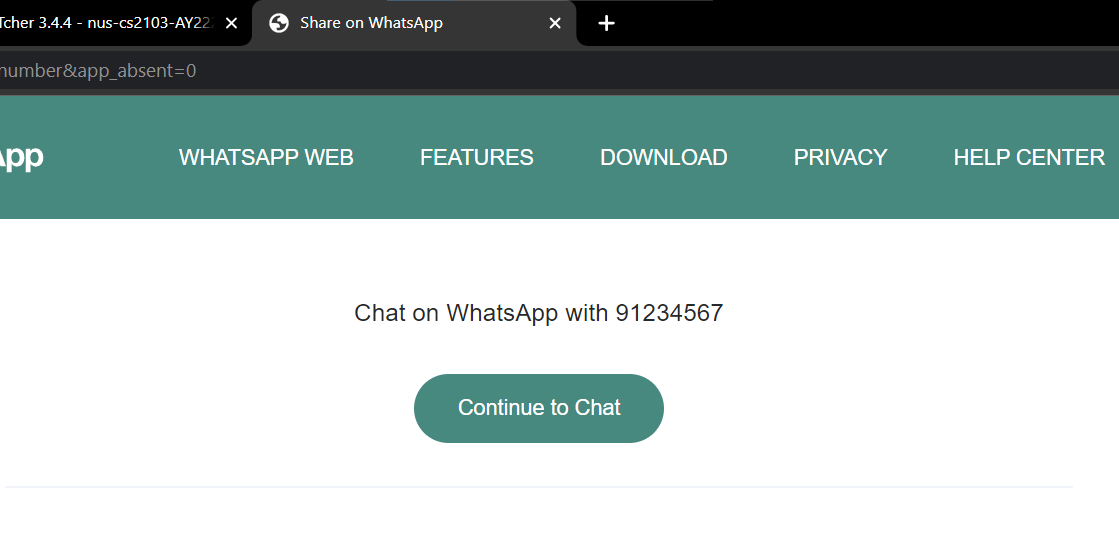 Tcher 3.4.4 - nus-cs2103-AY222
Share on WhatsApp
number&app_absent=0
App
WHATSAPP WEB
FEATURES
DOWNLOAD
PRIVACY
HELP CENTER
Chat on WhatsApp with 91234567
Continue to Chat